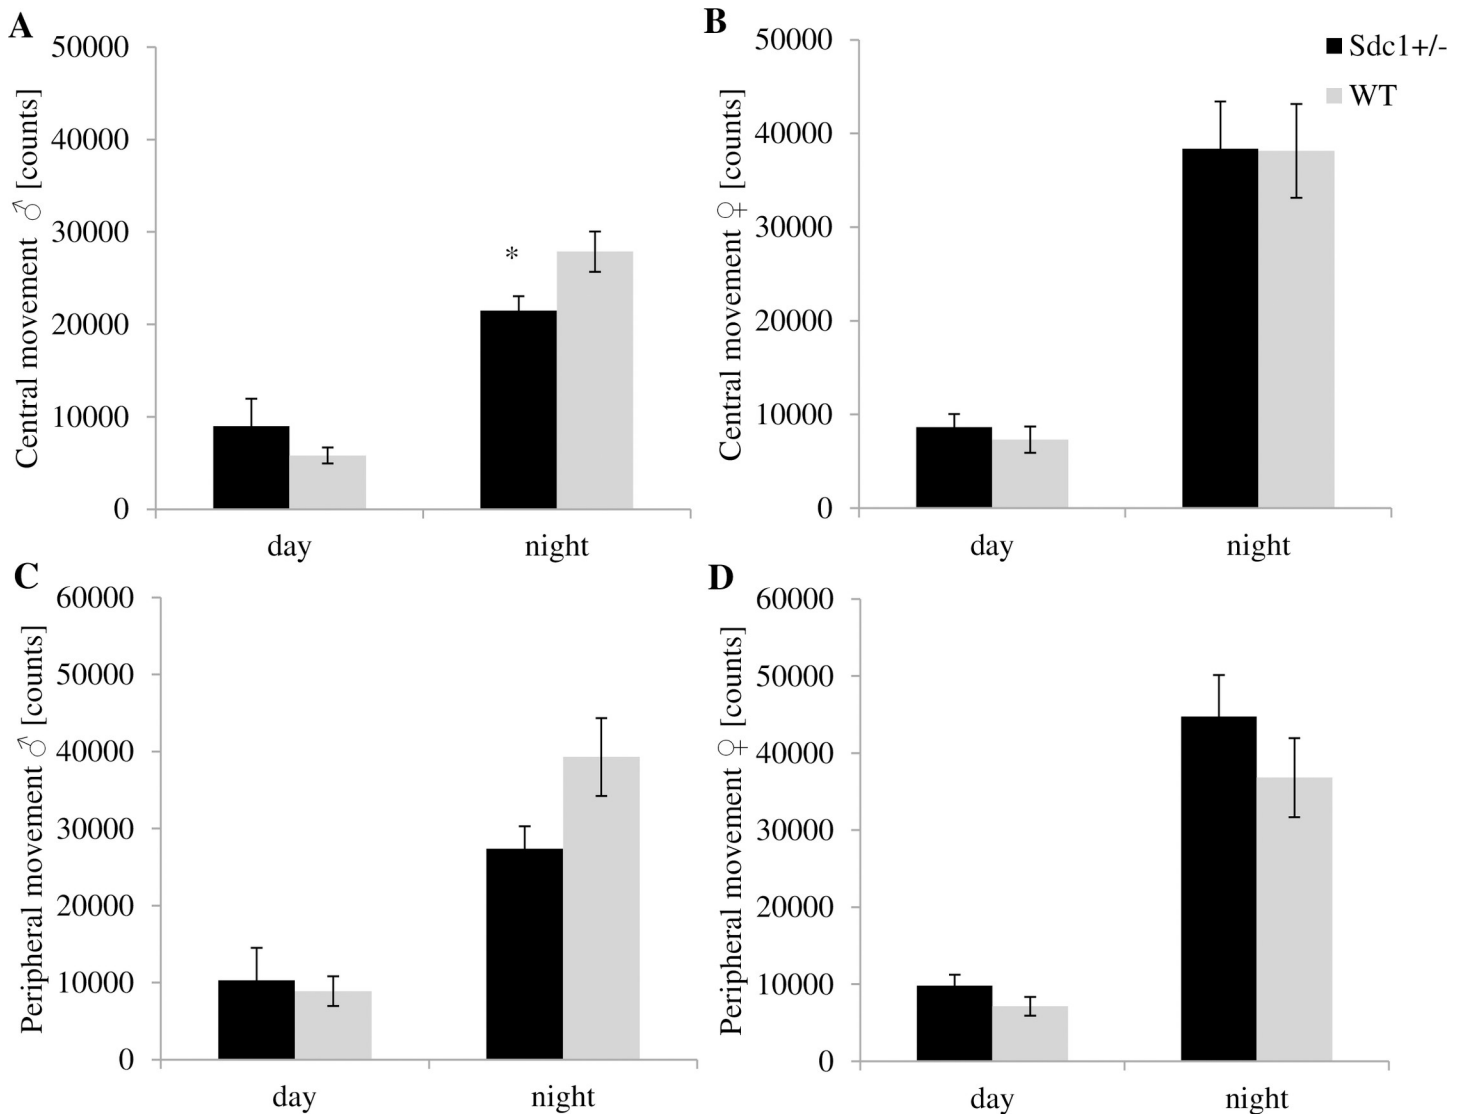 A
Central movement ♂ [counts]
50000
40000
30000
20000
10000
0
*
day night
B
Central movement ♀ [counts]
50000
40000
30000
20000
10000
0
day night
Sdc1+/-
WT
C
Peripheral movement ♂ [counts]
60000
50000
40000
30000
20000
10000
0
day night
D
Peripheral movement ♀ [counts]
60000
50000
40000
30000
20000
10000
0
day night